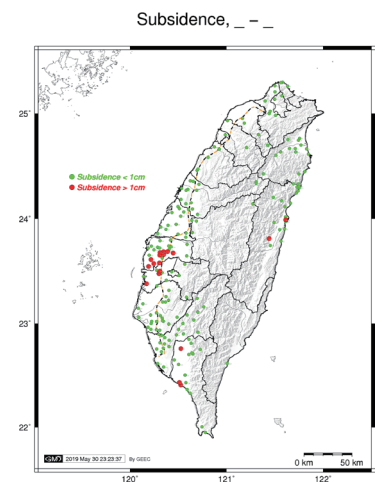 Subsidence, _ – _
25˚
Subsidence < 1cm
Subsidence > 1cm
24˚
23˚
22˚
GMT 2019 May 30 23:23:37 By GEEC
0 km 50 km
120˚ 121˚ 122˚